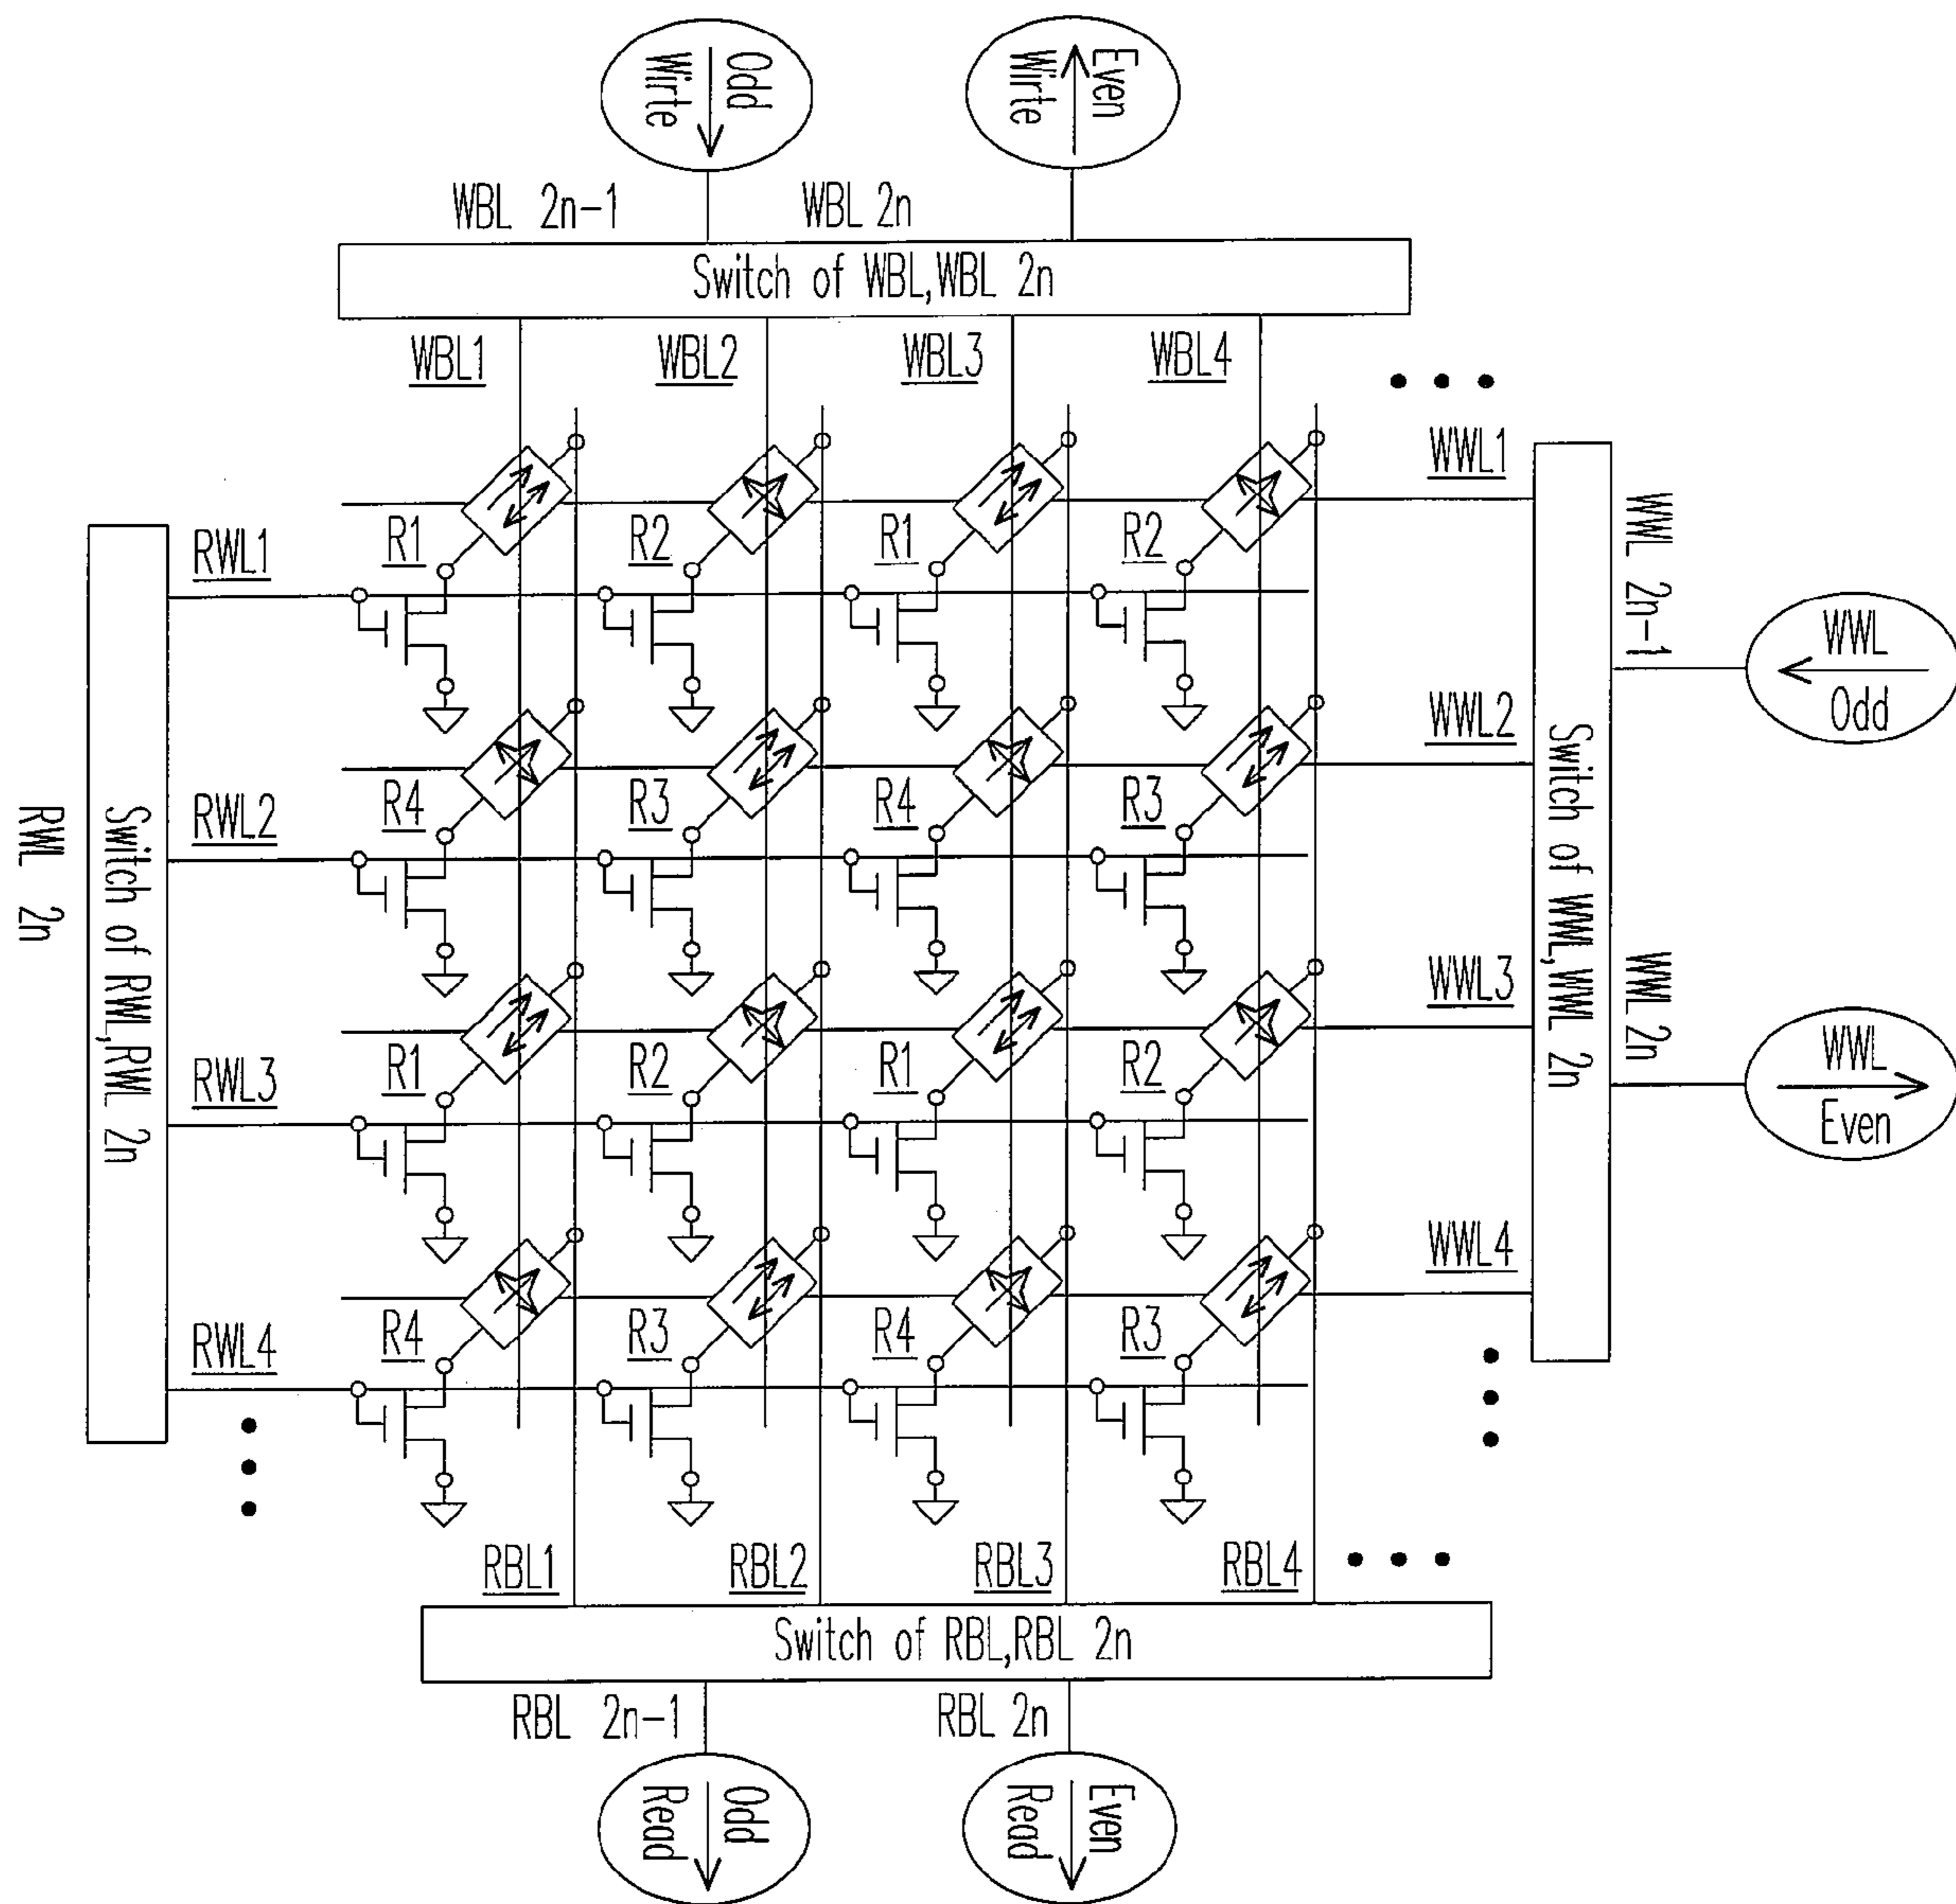 Odd
Wirte
Even
Wirte
WBL 2n-1
WBL 2n
Switch of WBL,WBL 2n
WBL1
WBL2
WBL3
WBL4
WWL1
RWL1
R1
R2
R1
R2
WWL 2n-1
WWL
Odd
WWL2
RWL2
R4
R3
R4
R3
Switch of WWL,WWL 2n
Switch of RWL,RWL 2n
RWL 2n
WWL3
WWL 2n
WWL
Even
RWL3
R1
R2
R1
R2
WWL4
RWL4
R4
R3
R4
R3
RBL1
RBL2
RBL3
RBL4
Switch of RBL,RBL 2n
RBL 2n-1
RBL 2n
Odd
Read
Even
Read